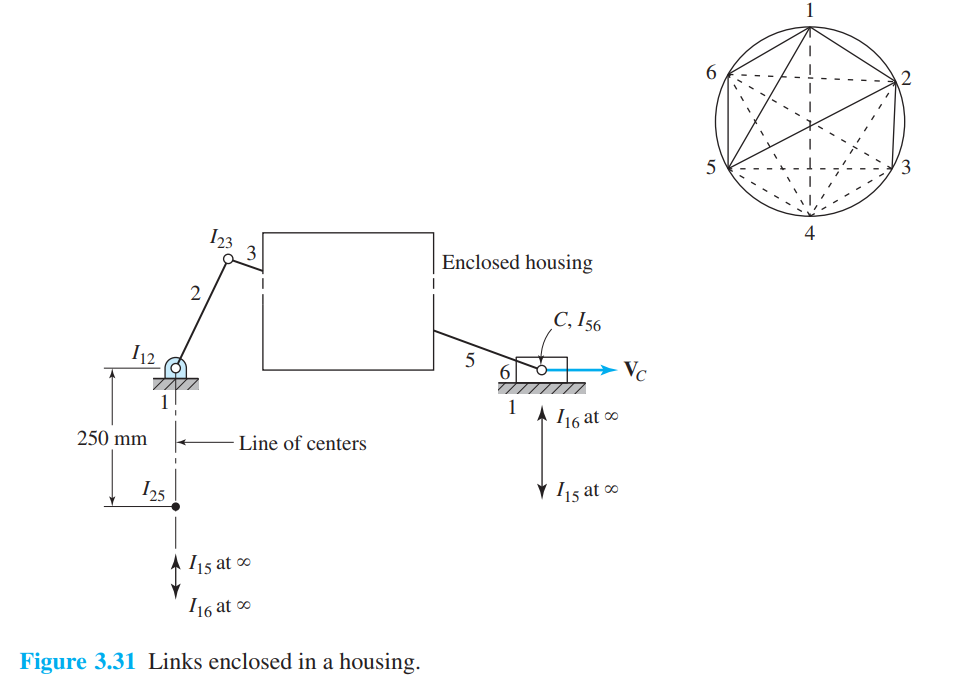 1
6
2
5
3
4
I23
3
Enclosed housing
2
C, I56
I12
5
6
VC
1
1
I16 at ∞
250 mm
Line of centers
I25
I15 at ∞
I15 at ∞
I16 at ∞
Figure 3.31 Links enclosed in a housing.